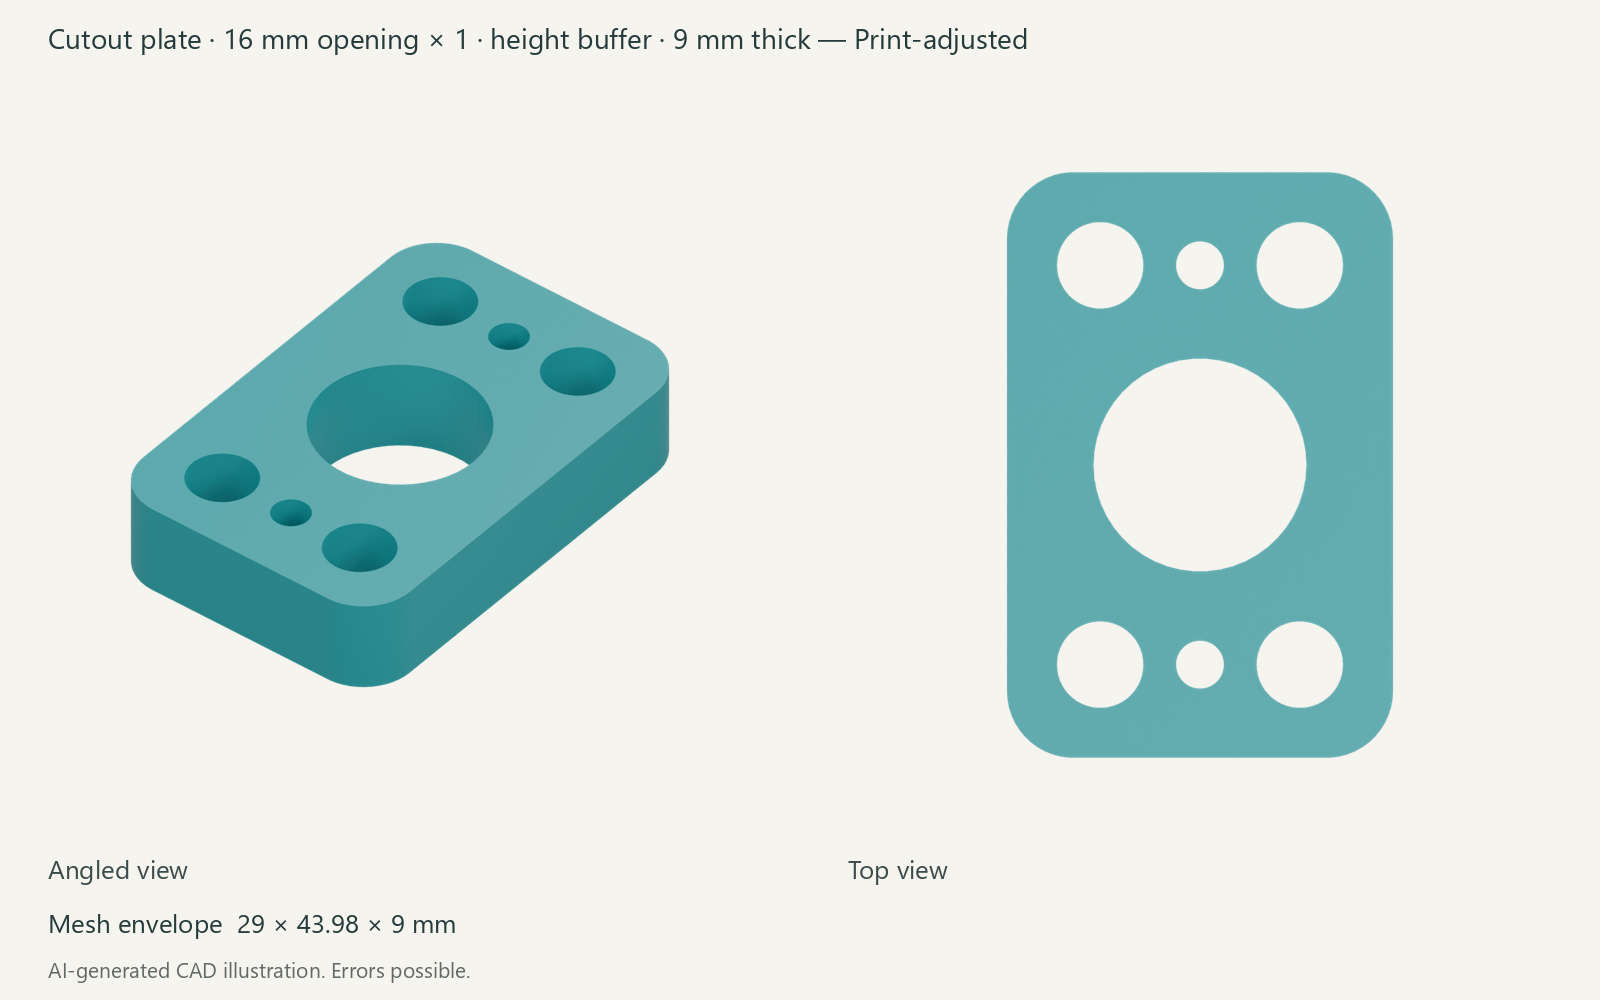 Cutout plate · 16 mm opening × 1 · height buffer · 9 mm thick — Print-adjusted
Angled view
Top view
Mesh envelope  29 × 43.98 × 9 mm
AI-generated CAD illustration. Errors possible.